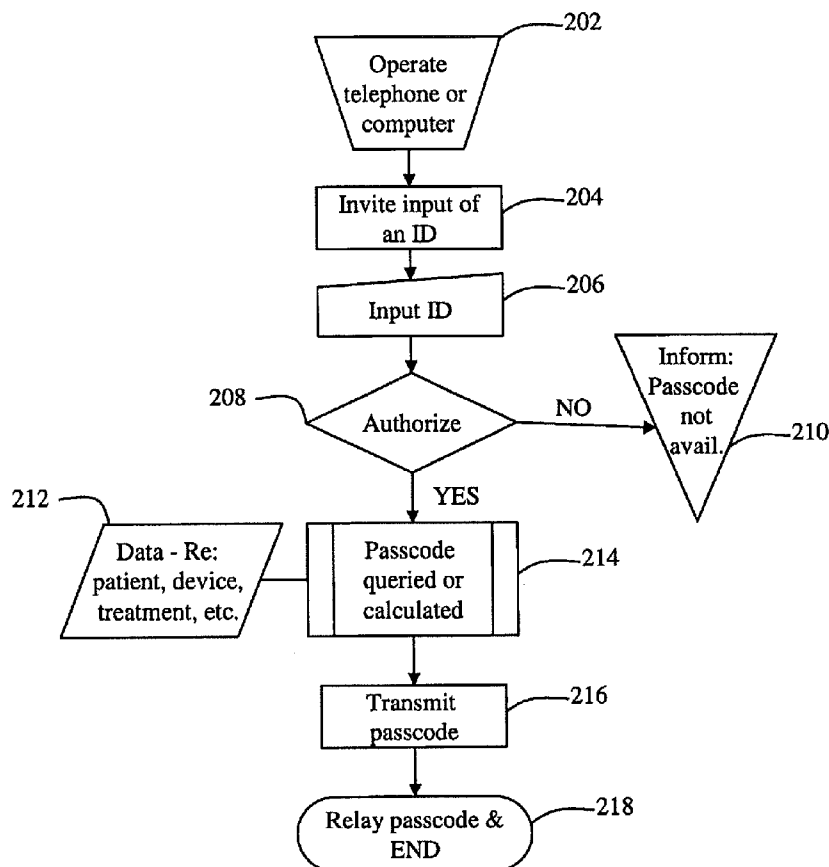 202
Operate
telephone or
computer
Invite input of
an ID
204
Input ID
206
208
Authorize
NO
Inform:
Passcode
not
avail.
210
YES
212
Data - Re:
patient, device,
treatment, etc.
Passcode
queried or
calculated
214
Transmit
passcode
216
Relay passcode &
END
218